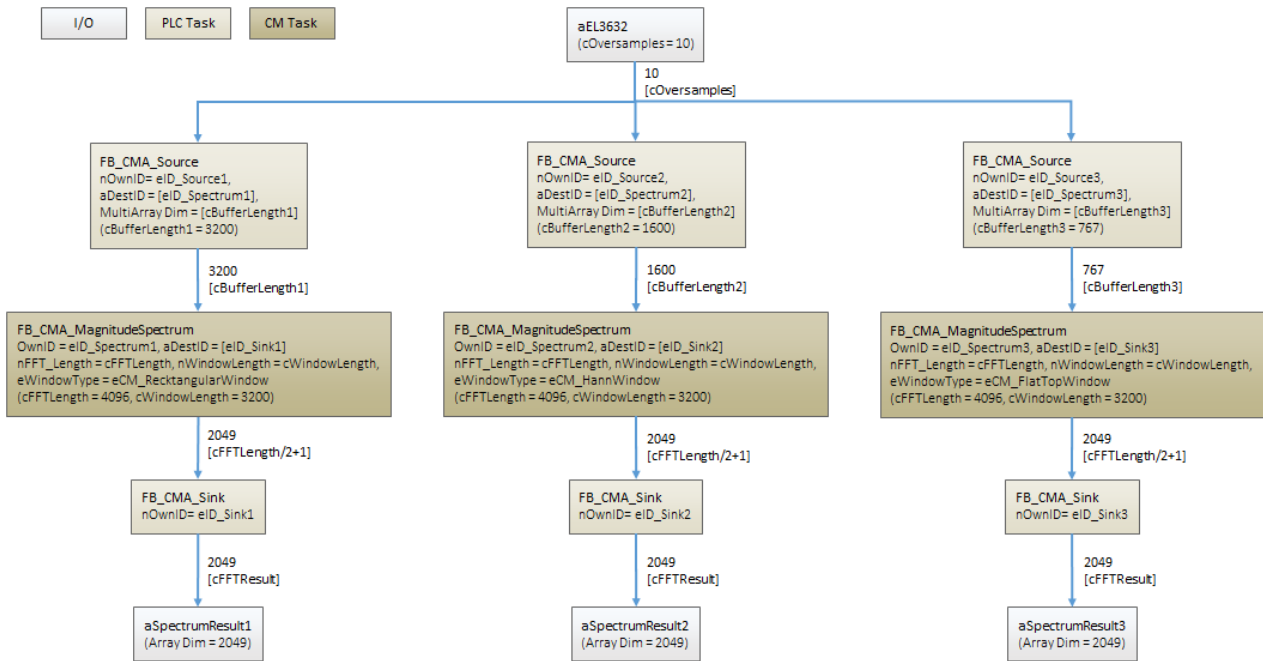 I/O
PLC Task
CM Task
aEL3632
(cOversamples = 10)
10
[cOversamples]
FB_CMA_Source
nOwnID= eID_Source1,
aDestID = [eID_Spectrum1],
MultiArray Dim = [cBufferLength1]
(cBufferLength1 = 3200)
FB_CMA_Source
nOwnID= eID_Source2,
aDestID = [eID_Spectrum2],
MultiArray Dim = [cBufferLength2]
(cBufferLength2 = 1600)
FB_CMA_Source
nOwnID= eID_Source3,
aDestID = [eID_Spectrum3],
MultiArray Dim = [cBufferLength3]
(cBufferLength3 = 767)
3200
[cBufferLength1]
1600
[cBufferLength2]
767
[cBufferLength3]
FB_CMA_MagnitudeSpectrum
OwnID = eID_Spectrum1, aDestID = [eID_Sink1]
nFFT_Length = cFFTLength, nWindowLength = cWindowLength,
eWindowType = eCM_RecktangularWindow
(cFFTLength = 4096, cWindowLength = 3200)
FB_CMA_MagnitudeSpectrum
OwnID = eID_Spectrum2, aDestID = [eID_Sink2]
nFFT_Length = cFFTLength, nWindowLength = cWindowLength,
eWindowType = eCM_HannWindow
(cFFTLength = 4096, cWindowLength = 3200)
FB_CMA_MagnitudeSpectrum
OwnID = eID_Spectrum3, aDestID = [eID_Sink3]
nFFT_Length = cFFTLength, nWindowLength = cWindowLength,
eWindowType = eCM_FlatTopWindow
(cFFTLength = 4096, cWindowLength = 3200)
2049
[cFFTLength/2+1]
2049
[cFFTLength/2+1]
2049
[cFFTLength/2+1]
FB_CMA_Sink
nOwnID= eID_Sink1
FB_CMA_Sink
nOwnID= eID_Sink2
FB_CMA_Sink
nOwnID= eID_Sink3
2049
[cFFTResult]
2049
[cFFTResult]
2049
[cFFTResult]
aSpectrumResult1
(Array Dim = 2049)
aSpectrumResult2
(Array Dim = 2049)
aSpectrumResult3
(Array Dim = 2049)